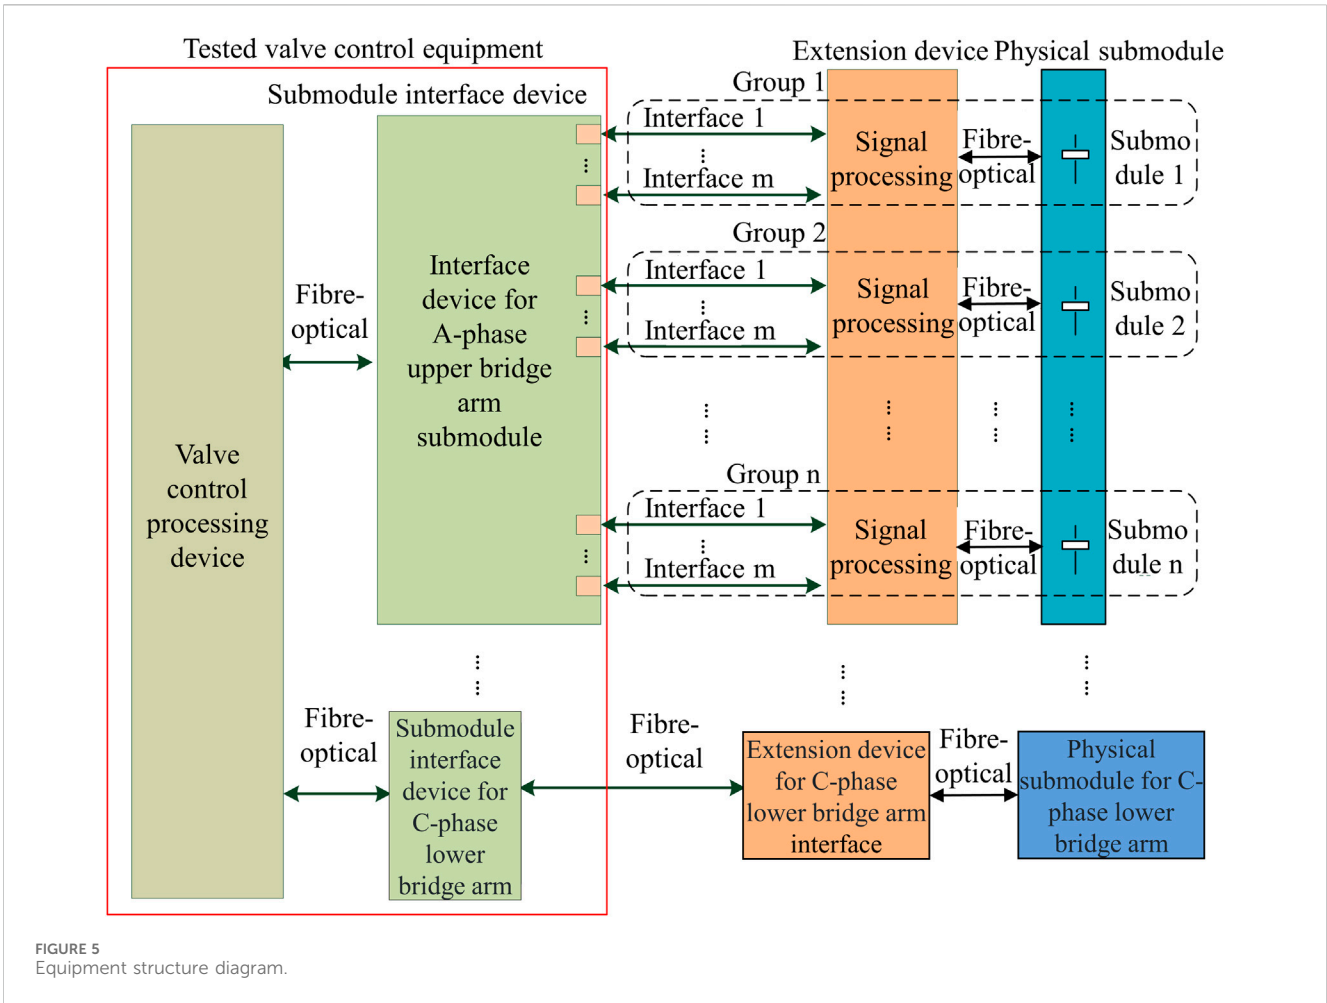 Tested valve control equipment
Extension device
Physical submodule
Submodule interface device
Group 1
Interface 1
Interface m
Signal
processing
Fibre-
optical
Submo
dule 1
Group 2
Interface 1
Interface m
Signal
processing
Fibre-
optical
Submo
dule 2
Fibre-
optical
Interface
device for
A-phase
upper bridge
arm
submodule
Valve
control
processing
device
Group n
Interface 1
Interface m
Signal
processing
Fibre-
optical
Submo
dule n
Fibre-
optical
Submodule
interface
device for
C-phase
lower
bridge arm
Fibre-
optical
Extension device
for C-phase
lower bridge arm
interface
Fibre-
optical
Physical
submodule for C-
phase lower
bridge arm
FIGURE 5
Equipment structure diagram.